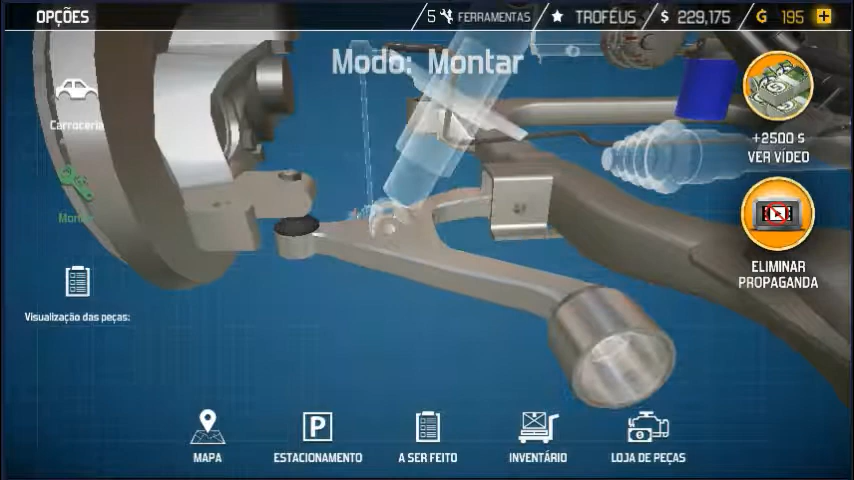 OPÇÕES
5 FERRAMENTAS
TROFÉUS
$ 229,175
G 195
Modo: Montar
Carroceria
Montar
+2500 $
VER VÍDEO
ELIMINAR
PROPAGANDA
Visualização das peças:
MAPA
P
ESTACIONAMENTO
A SER FEITO
INVENTÁRIO
LOJA DE PEÇAS